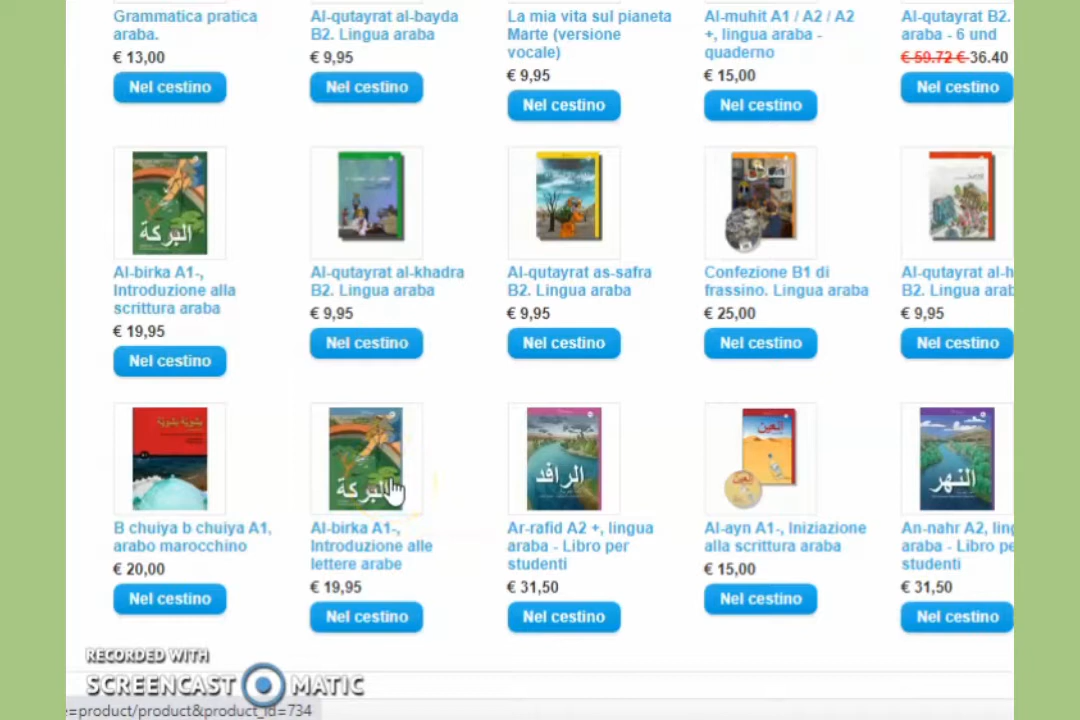 Grammatica pratica
araba.
€ 13,00
Nel cestino
Al-qutayrat al-bayda
B2. Lingua araba
€ 9,95
Nel cestino
La mia vita sul pianeta
Marte (versione
vocale)
€ 9,95
Nel cestino
Al-muhit A1 / A2 / A2
+, lingua araba -
quaderno
€ 15,00
Nel cestino
Al-qutayrat B2.
araba - 6 und
€ 59.72 € 36.40
Nel cestino
البركة
Al-birka A1-,
Introduzione alla
scrittura araba
€ 19,95
Nel cestino
Al-qutayrat al-khadra
B2. Lingua araba
€ 9,95
Nel cestino
Al-qutayrat as-safra
B2. Lingua araba
€ 9,95
Nel cestino
Confezione B1 di
frassino. Lingua araba
€ 25,00
Nel cestino
Al-qutayrat al-h
B2. Lingua arab
€ 9,95
Nel cestino
بشوية بشوية
B chuiya b chuiya A1,
arabo marocchino
€ 20,00
Nel cestino
البركة
Al-birka A1-,
Introduzione alle
lettere arabe
€ 19,95
Nel cestino
الرافد
Ar-rafid A2 +, lingua
araba - Libro per
studenti
€ 31,50
Nel cestino
العين
العين
Al-ayn A1-, Iniziazione
alla scrittura araba
€ 15,00
Nel cestino
النهر
An-nahr A2, ling
araba - Libro pe
studenti
€ 31,50
Nel cestino
RECORDED WITH
SCREENCAST MATIC
e=product/product&product_id=734